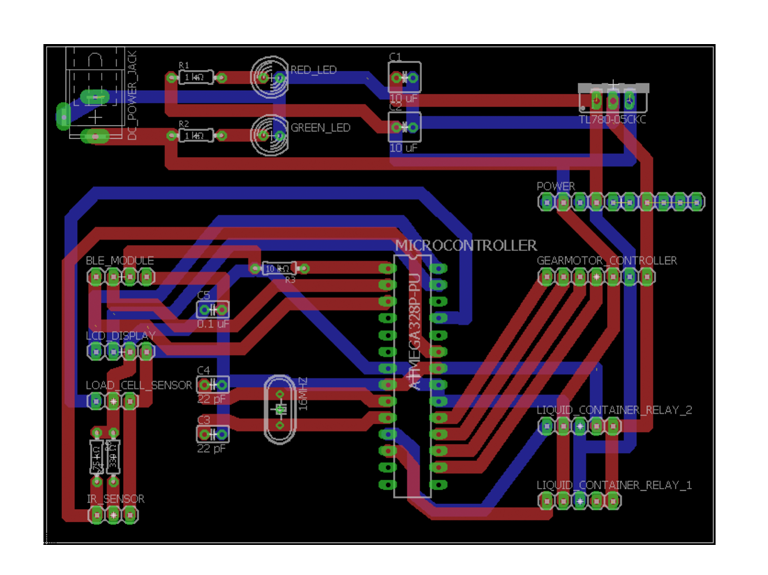 R1
1 kΩ
RED_LED
C1
10 uF
DC_POWER_JACK
R2
1 kΩ
GREEN_LED
10 uF
TL780-05CKC
POWER
MICROCONTROLLER
ATMEGA328P-PU
BLE_MODULE
10 kΩ
R3
GEARMOTOR_CONTROLLER
C5
0.1 uF
LCD_DISPLAY
C4
22 pF
LOAD_CELL_SENSOR
16MHZ
C3
22 pF
LIQUID_CONTAINER_RELAY_2
IR_SENSOR
LIQUID_CONTAINER_RELAY_1